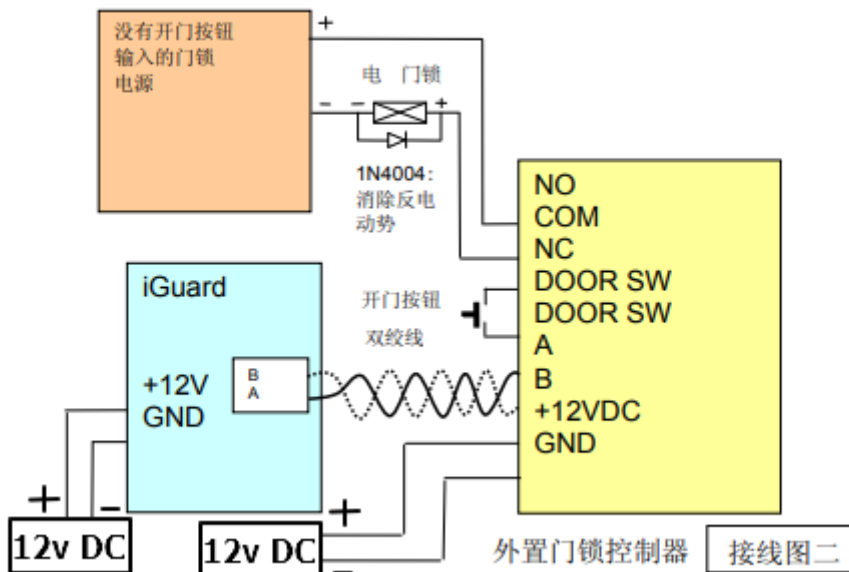 没有开门按钮
输入的门锁
电源
+
−
−
+
电 门锁
1N4004：
消除反电
动势
NO
COM
NC
DOOR SW
DOOR SW
A
B
+12VDC
GND
iGuard
+12V
GND
B
A
开门按钮
双绞线
+
-
12v DC
+
−
12v DC
外置门锁控制器
接线图二